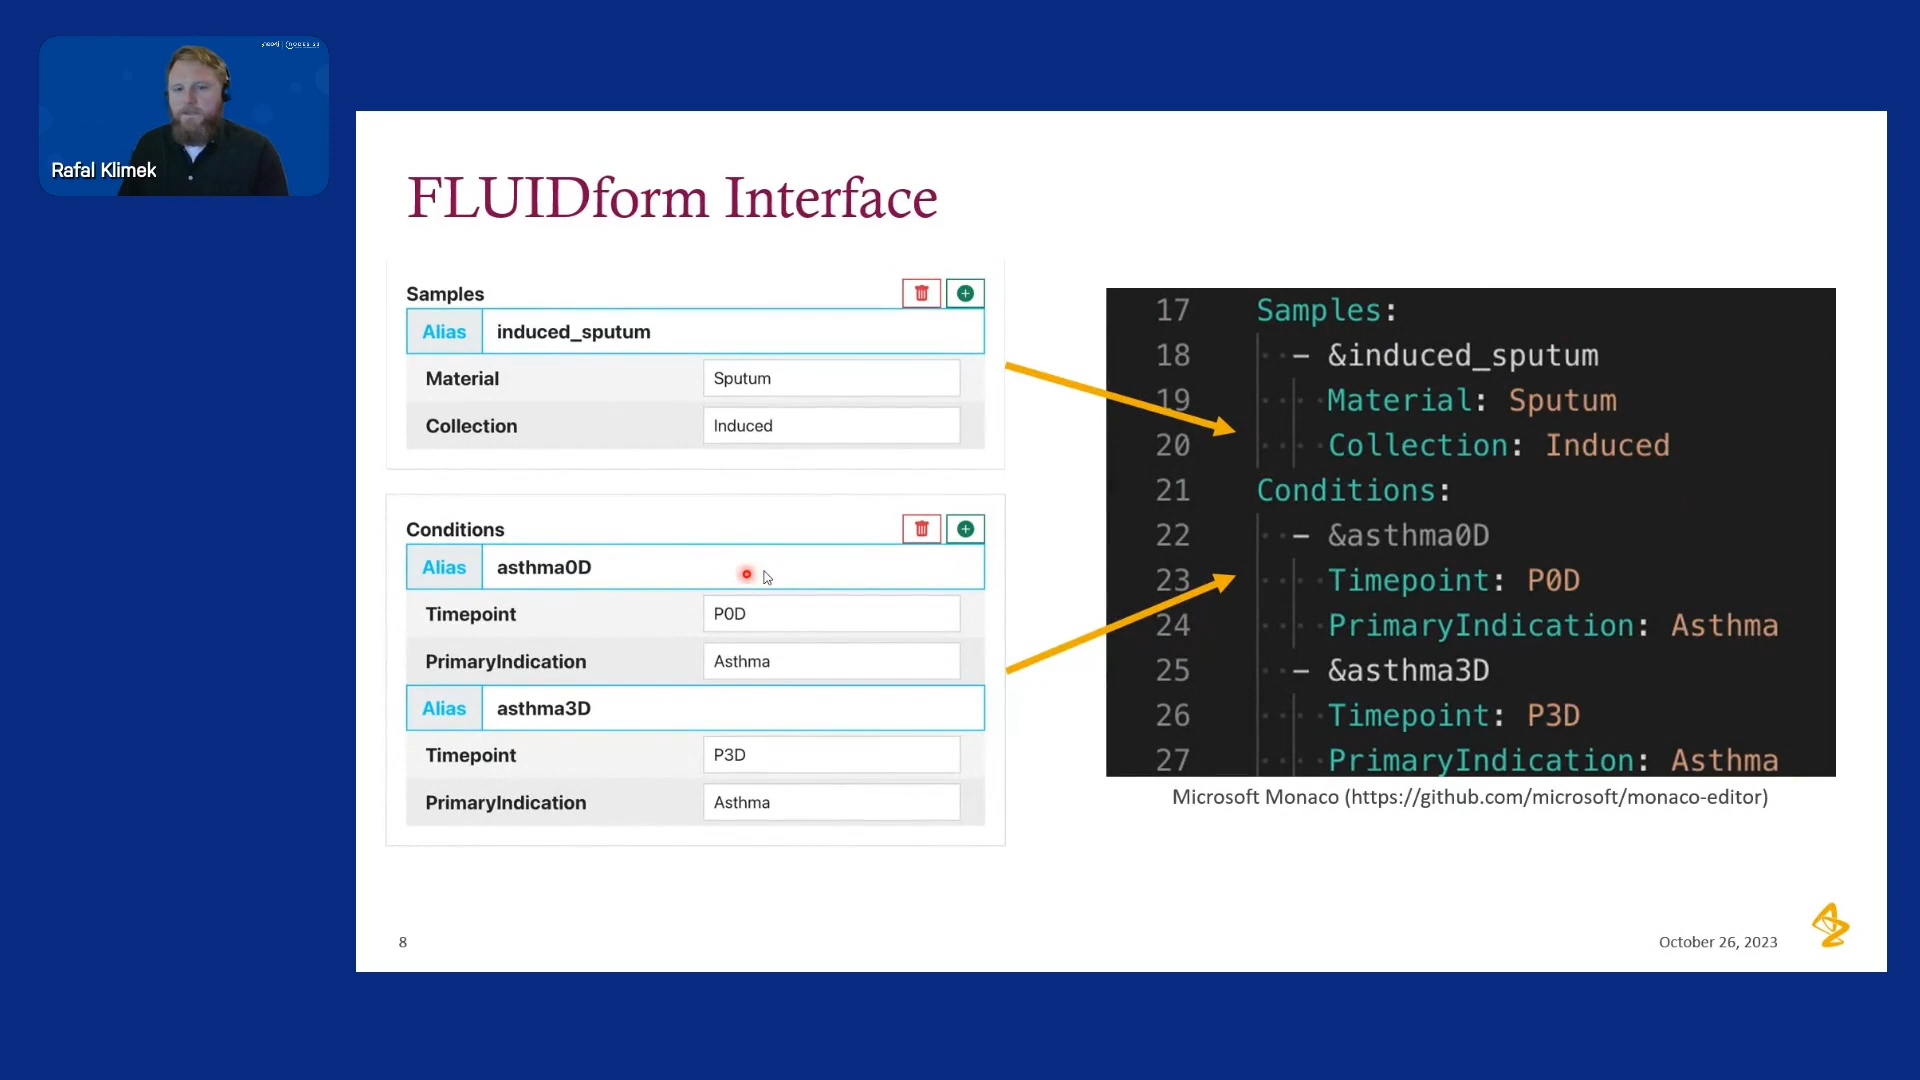 neo4j | NODES 23
Rafal Klimek
FLUIDform Interface
Samples
Alias induced_sputum
Material Sputum
Collection Induced
Conditions
Alias asthma0D
Timepoint P0D
PrimaryIndication Asthma
Alias asthma3D
Timepoint P3D
PrimaryIndication Asthma
17 Samples:
18 - &induced_sputum
19 Material: Sputum
20 Collection: Induced
21 Conditions:
22 - &asthma0D
23 Timepoint: P0D
24 PrimaryIndication: Asthma
25 - &asthma3D
26 Timepoint: P3D
27 PrimaryIndication: Asthma
Microsoft Monaco (https://github.com/microsoft/monaco-editor)
8
October 26, 2023